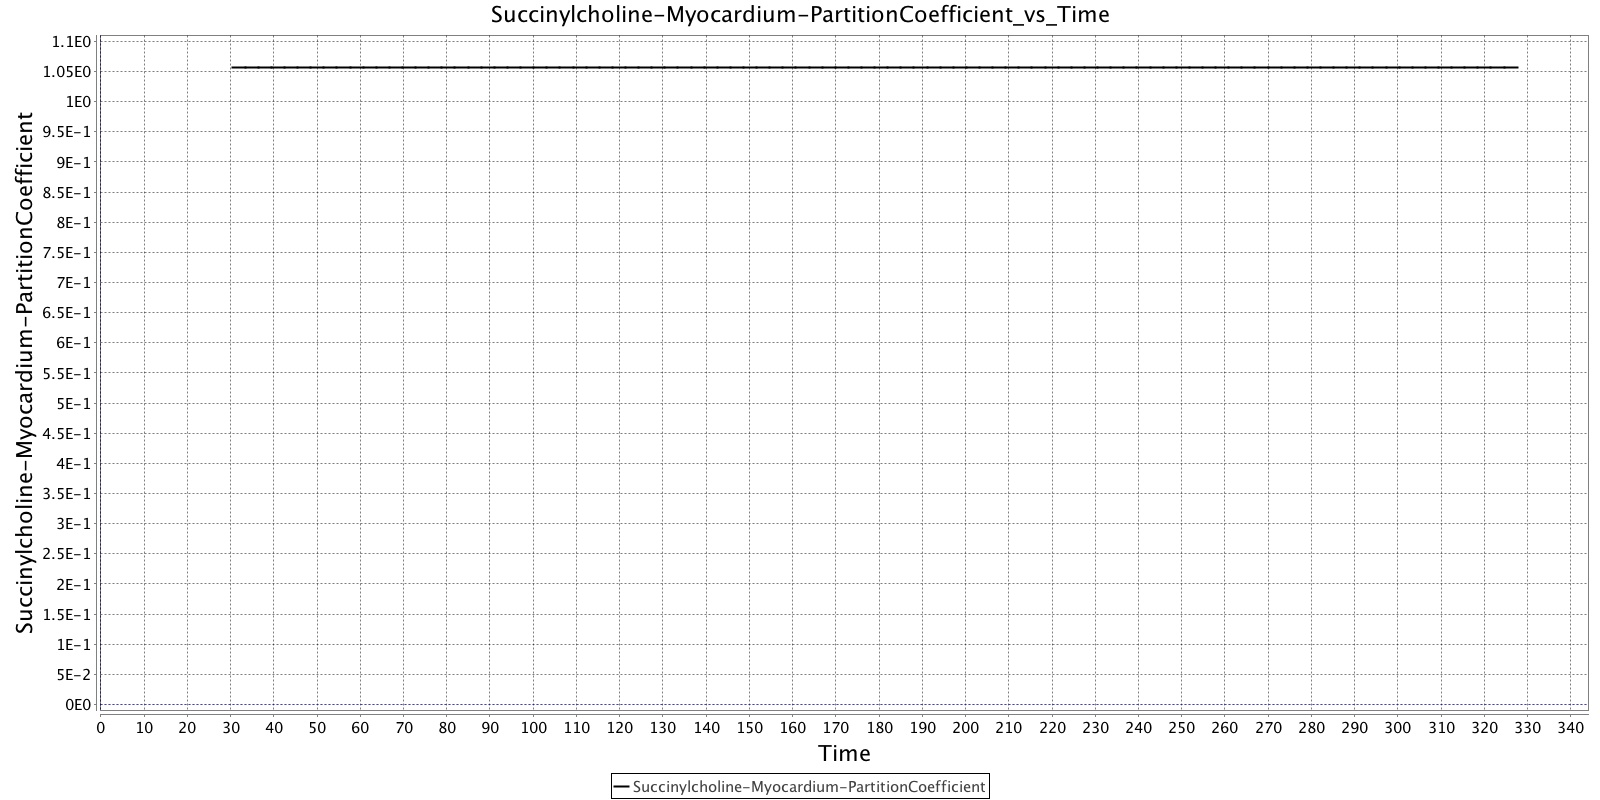 Succinylcholine-Myocardium-PartitionCoefficient_vs_Time
Succinylcholine-Myocardium-PartitionCoefficient
1.1E0
1.05E0
1E0
9.5E-1
9E-1
8.5E-1
8E-1
7.5E-1
7E-1
6.5E-1
6E-1
5.5E-1
5E-1
4.5E-1
4E-1
3.5E-1
3E-1
2.5E-1
2E-1
1.5E-1
1E-1
5E-2
0E0
0 10 20 30 40 50 60 70 80 90 100 110 120 130 140 150 160 170 180 190 200 210 220 230 240 250 260 270 280 290 300 310 320 330 340
Time
Succinylcholine-Myocardium-PartitionCoefficient